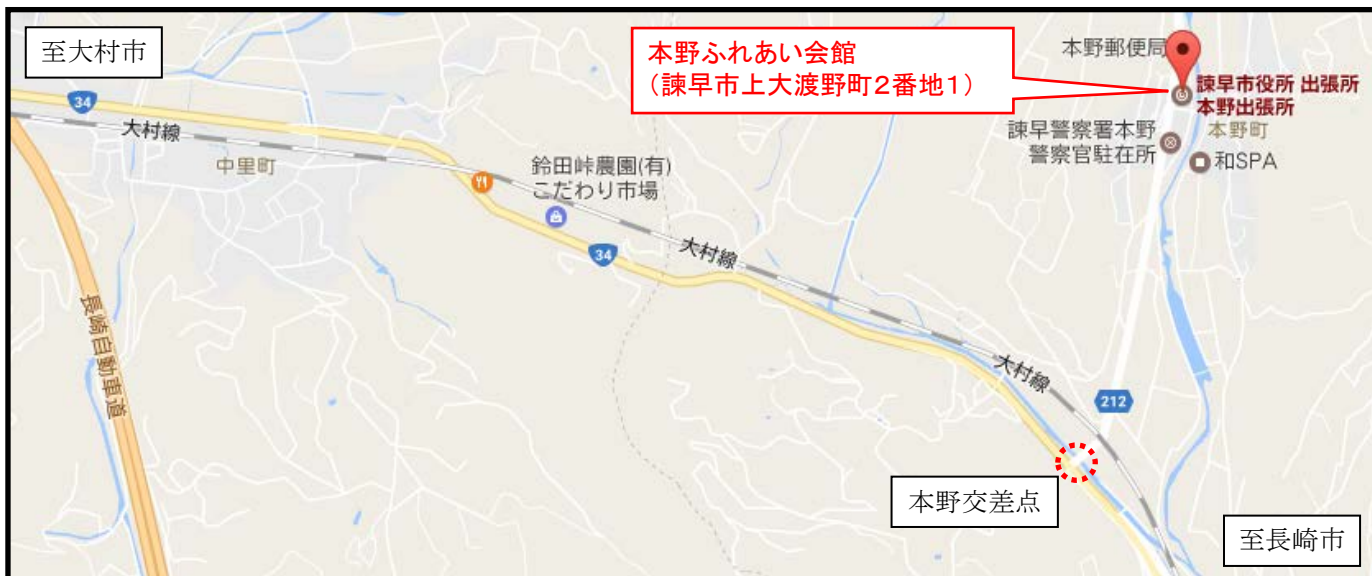 至大村市
本野ふれあい会館
(諫早市上大渡野町2番地1)
本野郵便局
諫早市役所 出張所
本野出張所
34
大村線
諫早警察署本野
警察官駐在所
本野町
和SPA
中里町
鈴田峠農園(有)
こだわり市場
34
大村線
長崎自動車道
大村線
212
本野交差点
至長崎市